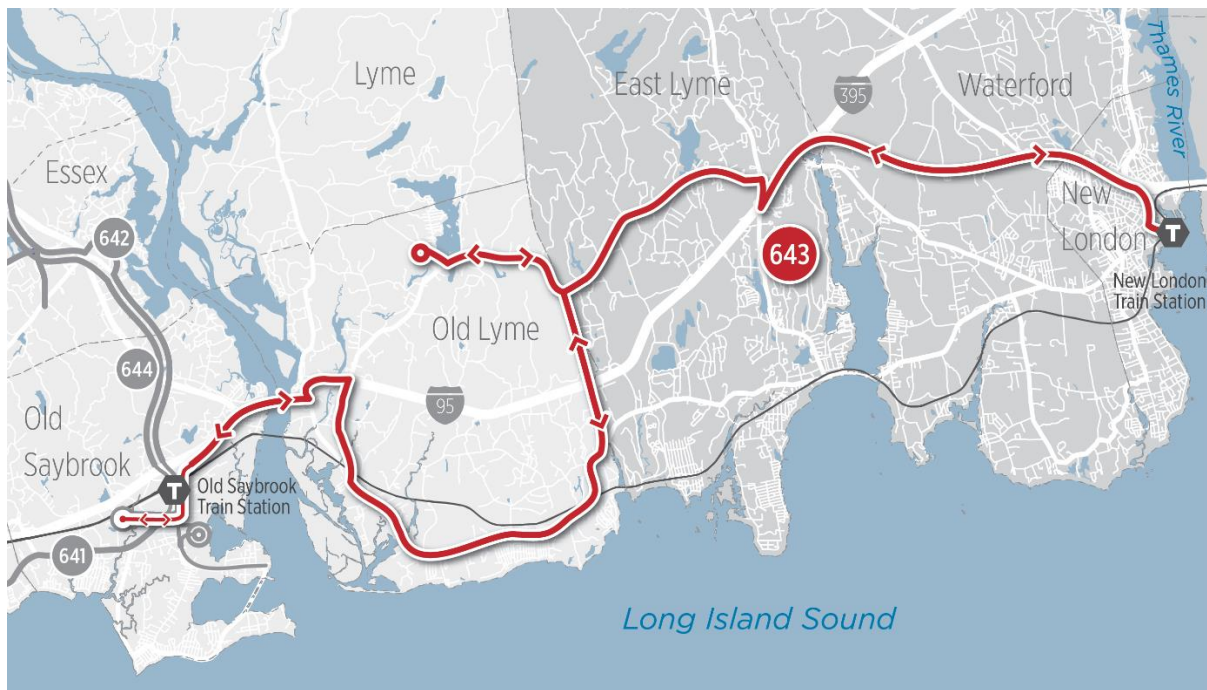 Lyme
East Lyme
395
Waterford
Thames River
Essex
642
New
London
T
643
New London
Train Station
Old Lyme
644
95
Old
Saybrook
T
Old Saybrook
Train Station
641
Long Island Sound